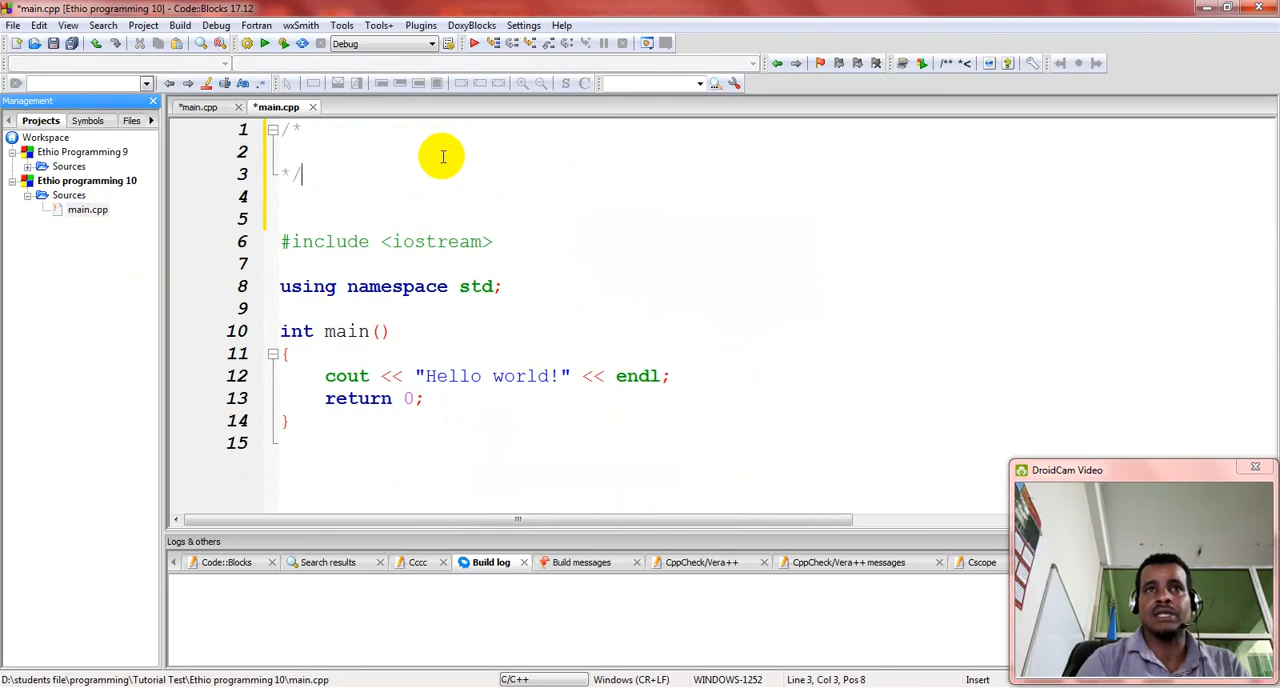 *main.cpp [Ethio programming 10] - Code::Blocks 17.12
File Edit View Search Project Build Debug Fortran wxSmith Tools Tools+ Plugins DoxyBlocks Settings Help
Debug
/** *<
S C
Management
*main.cpp *main.cpp
Projects Symbols Files
Workspace
Ethio Programming 9
Sources
Ethio programming 10
Sources
main.cpp
1 /*
2
3 */
4
5
6 #include <iostream>
7
8 using namespace std;
9
10 int main()
11 {
12 cout << "Hello world!" << endl;
13 return 0;
14 }
15
DroidCam Video
Logs & others
Code::Blocks Search results Cccc Build log Build messages CppCheck/Vera++ CppCheck/Vera++ messages Cscope
D:\students file\programming\Tutorial Test\Ethio programming 10\main.cpp C/C++ Windows (CR+LF) WINDOWS-1252 Line 3, Col 3, Pos 8 Insert